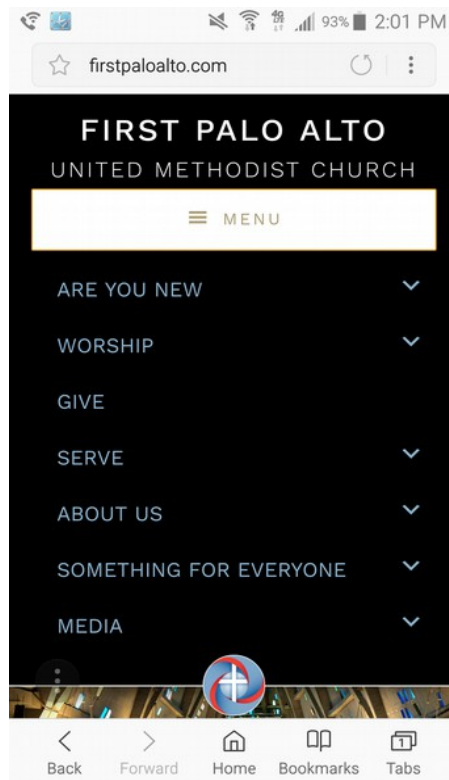 93% 2:01 PM
firstpaloalto.com
FIRST PALO ALTO
UNITED METHODIST CHURCH
MENU
ARE YOU NEW
WORSHIP
GIVE
SERVE
ABOUT US
SOMETHING FOR EVERYONE
MEDIA
1
Back Forward Home Bookmarks Tabs